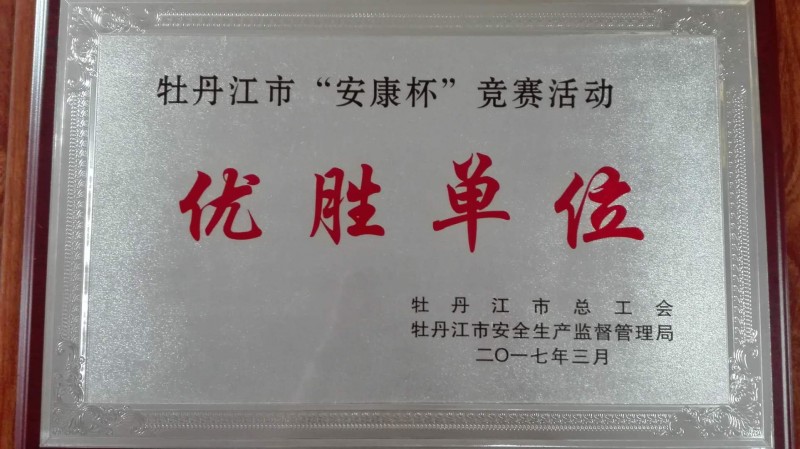 牡丹江市“安康杯”竞赛活动
优胜单位
牡丹江市总工会
牡丹江市安全生产监督管理局
二〇一七年三月